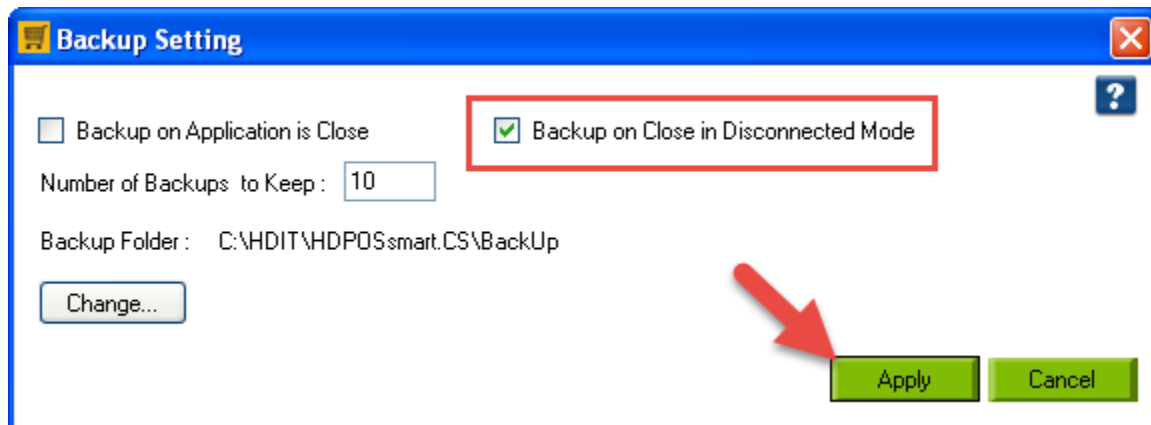 Backup Setting
?
Backup on Application is Close
Backup on Close in Disconnected Mode
Number of Backups to Keep : 10
Backup Folder : C:\HDIT\HDPOSsmart.CS\BackUp
Change...
Apply Cancel